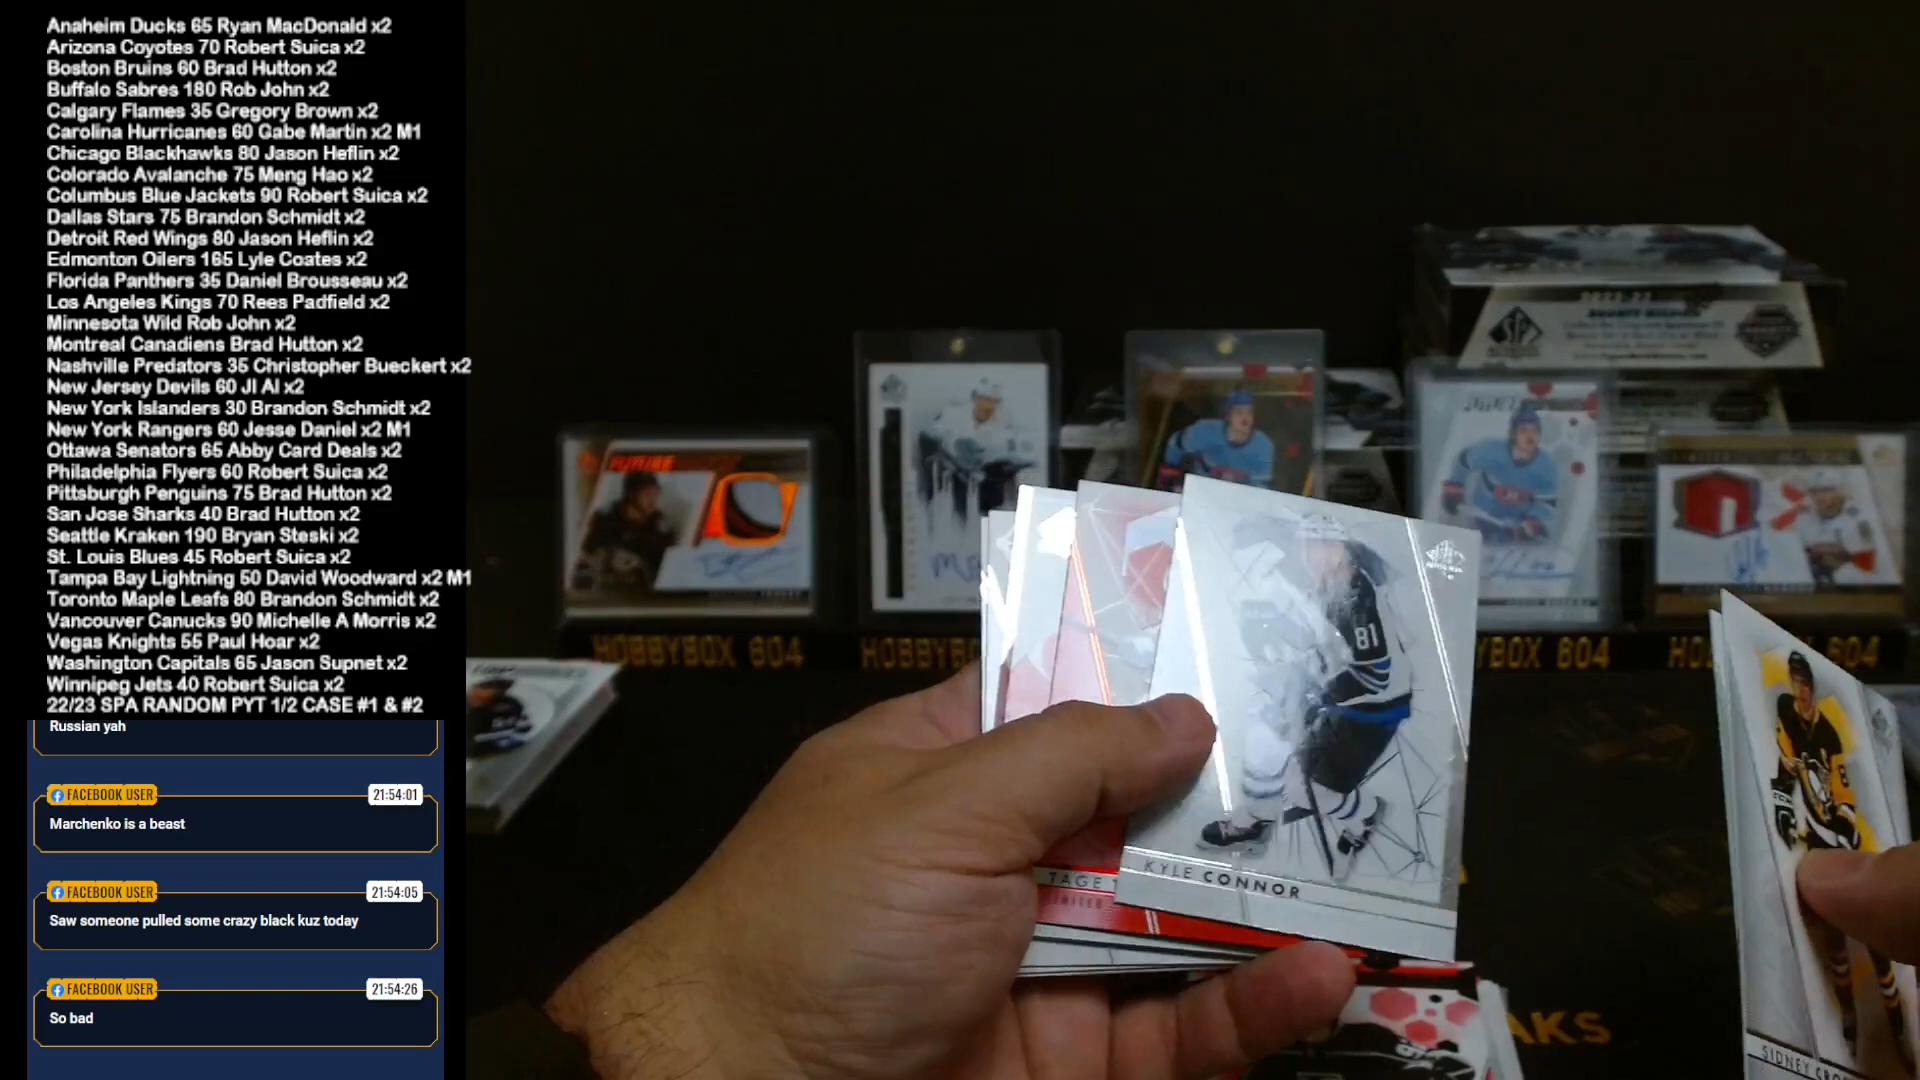 Anaheim Ducks 65 Ryan MacDonald x2
Arizona Coyotes 70 Robert Suica x2
Boston Bruins 60 Brad Hutton x2
Buffalo Sabres 180 Rob John x2
Calgary Flames 35 Gregory Brown x2
Carolina Hurricanes 60 Gabe Martin x2 M1
Chicago Blackhawks 80 Jason Heflin x2
Colorado Avalanche 75 Meng Hao x2
Columbus Blue Jackets 90 Robert Suica x2
Dallas Stars 75 Brandon Schmidt x2
Detroit Red Wings 80 Jason Heflin x2
Edmonton Oilers 165 Lyle Coates x2
Florida Panthers 35 Daniel Brousseau x2
Los Angeles Kings 70 Rees Padfield x2
Minnesota Wild Rob John x2
Montreal Canadiens Brad Hutton x2
Nashville Predators 35 Christopher Bueckert x2
New Jersey Devils 60 JI AI x2
New York Islanders 30 Brandon Schmidt x2
New York Rangers 60 Jesse Daniel x2 M1
Ottawa Senators 65 Abby Card Deals x2
Philadelphia Flyers 60 Robert Suica x2
Pittsburgh Penguins 75 Brad Hutton x2
San Jose Sharks 40 Brad Hutton x2
Seattle Kraken 190 Bryan Steski x2
St. Louis Blues 45 Robert Suica x2
Tampa Bay Lightning 50 David Woodward x2 M1
Toronto Maple Leafs 80 Brandon Schmidt x2
Vancouver Canucks 90 Michelle A Morris x2
Vegas Knights 55 Paul Hoar x2
Washington Capitals 65 Jason Supnet x2
Winnipeg Jets 40 Robert Suica x2
22/23 SPA RANDOM PYT 1/2 CASE #1 & #2
Russian yah
FACEBOOK USER 21:54:01
Marchenko is a beast
FACEBOOK USER 21:54:05
Saw someone pulled some crazy black kuz today
FACEBOOK USER 21:54:26
So bad
FUTURE
HOBBYBOX 604
HOBBYB
YBOX 604
HO
604
81
KYLE CONNOR
TAGE
SIDNEY CRO
AKS